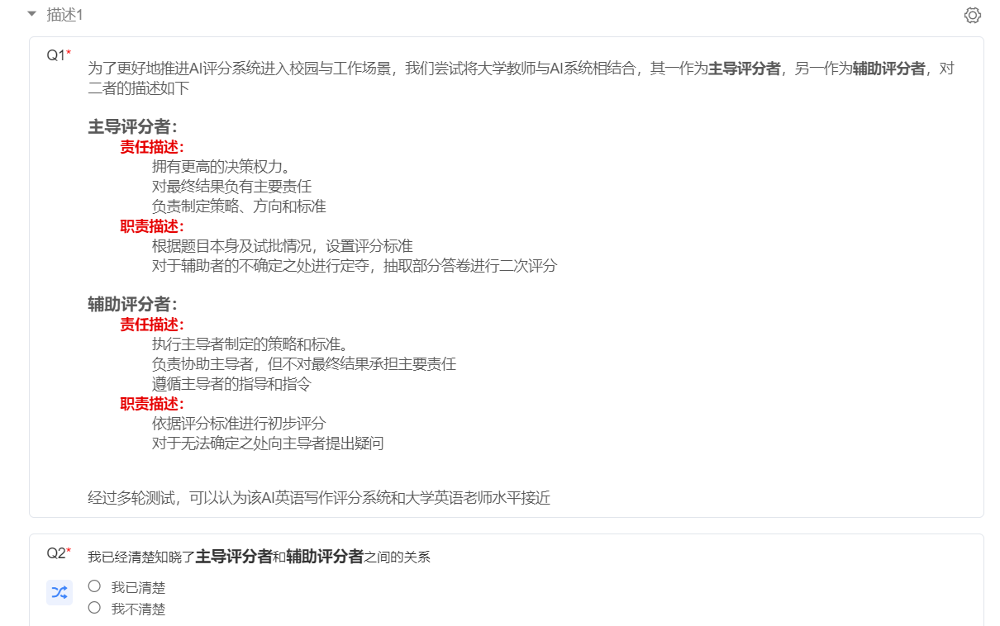 描述1
Q1*
为了更好地推进AI评分系统进入校园与工作场景，我们尝试将大学教师与AI系统相结合，其一作为主导评分者，另一作为辅助评分者，对
二者的描述如下
主导评分者：
责任描述：
拥有更高的决策权力。
对最终结果负有主要责任
负责制定策略、方向和标准
职责描述：
根据题目本身及试批情况，设置评分标准
对于辅助者的不确定之处进行定夺，抽取部分答卷进行二次评分
辅助评分者：
责任描述：
执行主导者制定的策略和标准。
负责协助主导者，但不对最终结果承担主要责任
遵循主导者的指导和指令
职责描述：
依据评分标准进行初步评分
对于无法确定之处向主导者提出疑问
经过多轮测试，可以认为该AI英语写作评分系统和大学英语老师水平接近
Q2*
我已经清楚知晓了主导评分者和辅助评分者之间的关系
我已清楚
我不清楚